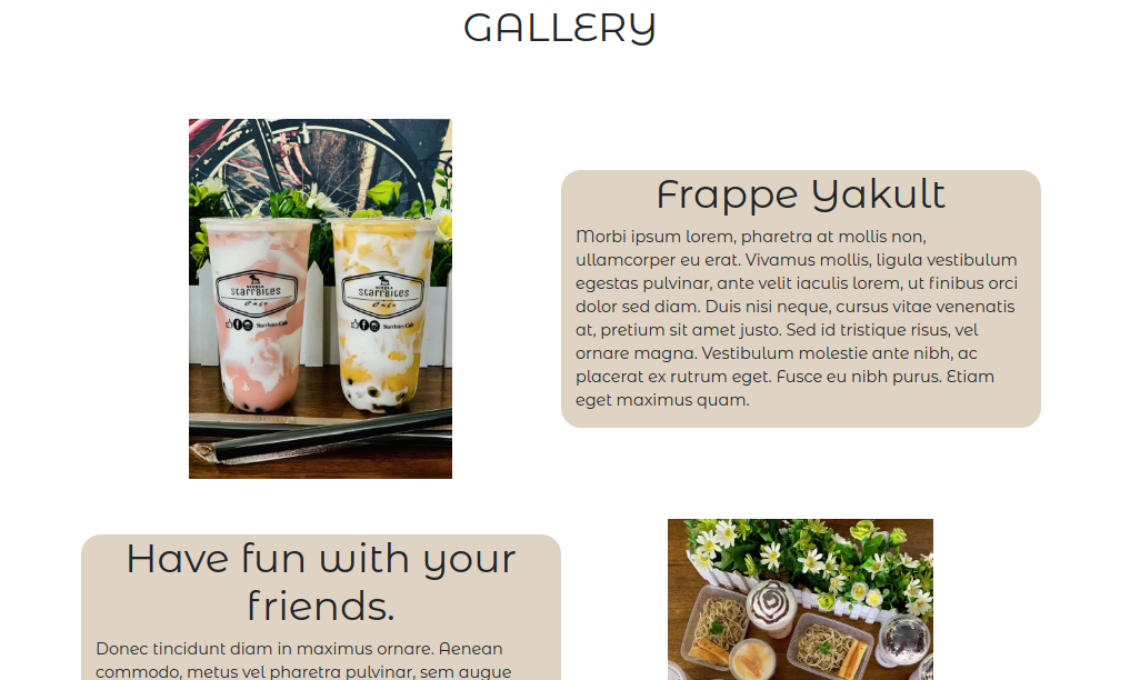 GALLERY
StarrBites
Cafe
StarrBites
Cafe
Frappe Yakult
Morbi ipsum lorem, pharetra at mollis non,
ullamcorper eu erat. Vivamus mollis, ligula vestibulum
egestas pulvinar, ante velit iaculis lorem, ut finibus orci
dolor sed diam. Duis nisi neque, cursus vitae venenatis
at, pretium sit amet justo. Sed id tristique risus, vel
ornare magna. Vestibulum molestie ante nibh, ac
placerat ex rutrum eget. Fusce eu nibh purus. Etiam
eget maximus quam.
Have fun with your
friends.
Donec tincidunt diam in maximus ornare. Aenean
commodo, metus vel pharetra pulvinar, sem augue